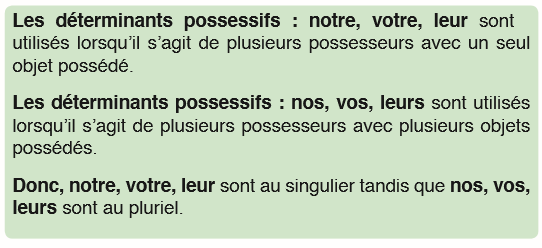 Les déterminants possessifs : notre, votre, leur sont
utilisés lorsqu’il s’agit de plusieurs possesseurs avec un seul
objet possédé.
Les déterminants possessifs : nos, vos, leurs sont utilisés
lorsqu’il s’agit de plusieurs possesseurs avec plusieurs objets
possédés.
Donc, notre, votre, leur sont au singulier tandis que nos, vos,
leurs sont au pluriel.